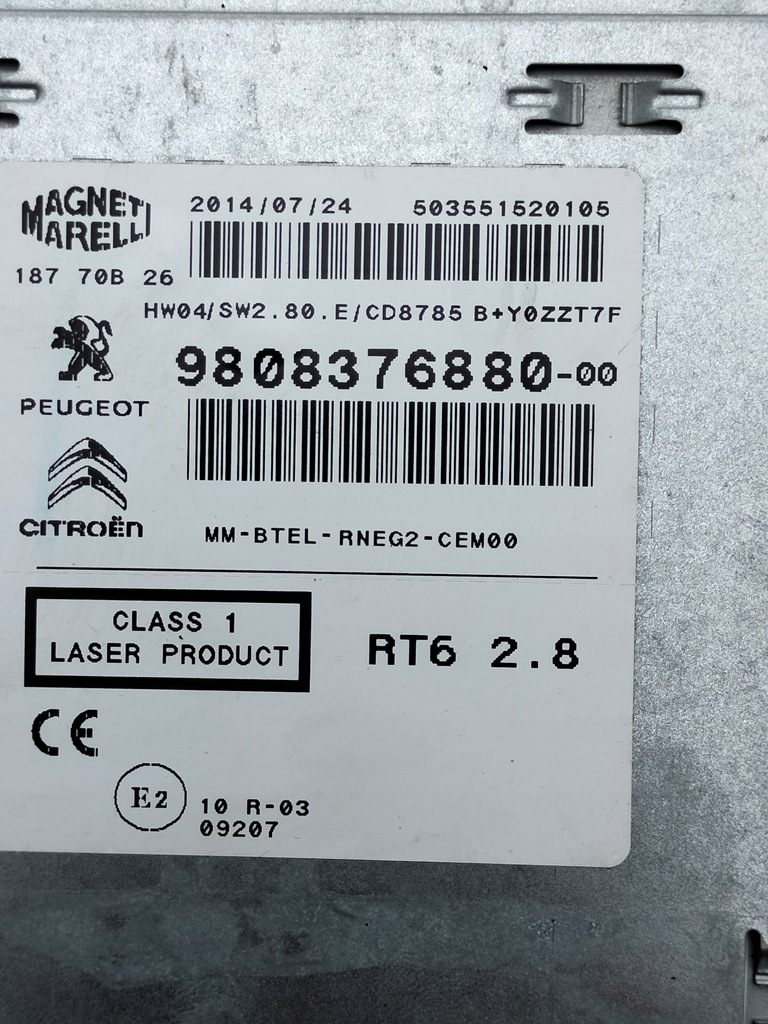 MAGNETI
MARELLI
2014/07/24
503551520105
187 70B 26
HW04/SW2.80.E/CD8785 B+Y0ZZT7F
9808376880-00
PEUGEOT
CITROËN
MM-BTEL-RNEG2-CEM00
CLASS 1
LASER PRODUCT
RT6 2.8
CE
E2
10 R-03
09207